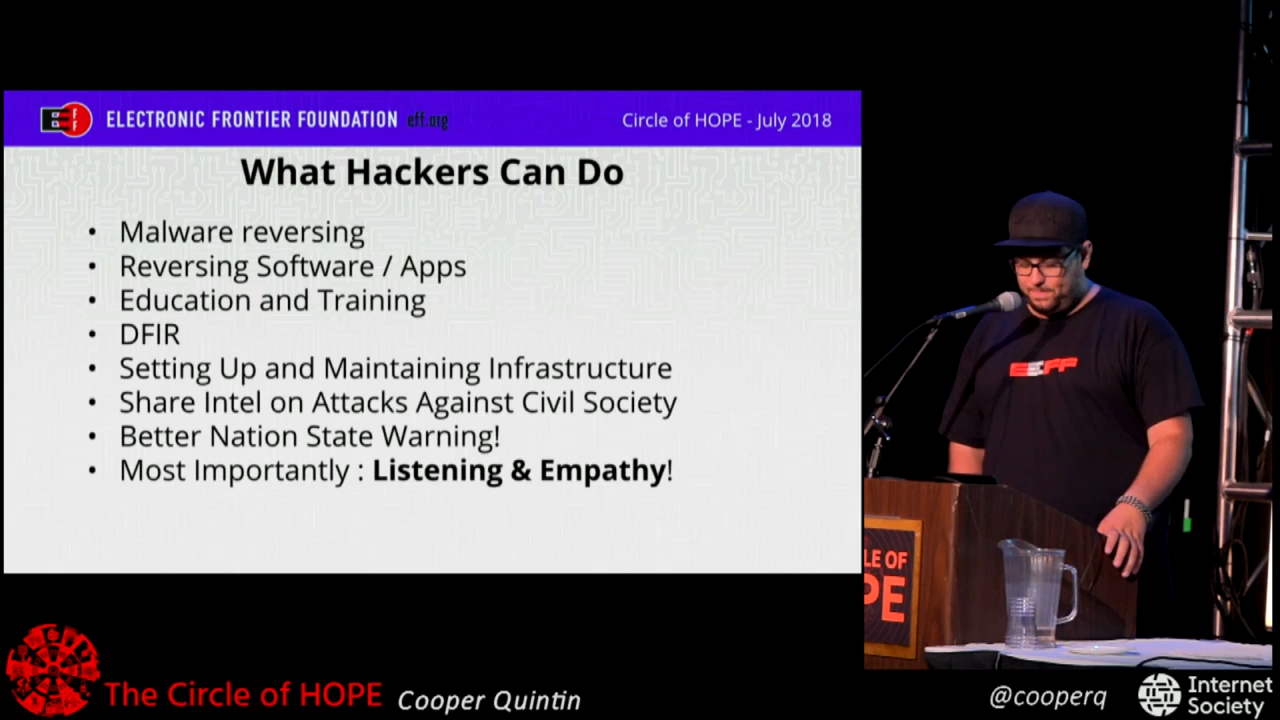 ELECTRONIC FRONTIER FOUNDATION eff.org
Circle of HOPE - July 2018
What Hackers Can Do
• Malware reversing
• Reversing Software / Apps
• Education and Training
• DFIR
• Setting Up and Maintaining Infrastructure
• Share Intel on Attacks Against Civil Society
• Better Nation State Warning!
• Most Importantly : Listening & Empathy!
EFF
LE OF
PE
The Circle of HOPE
Cooper Quintin
@cooperq
Internet
Society